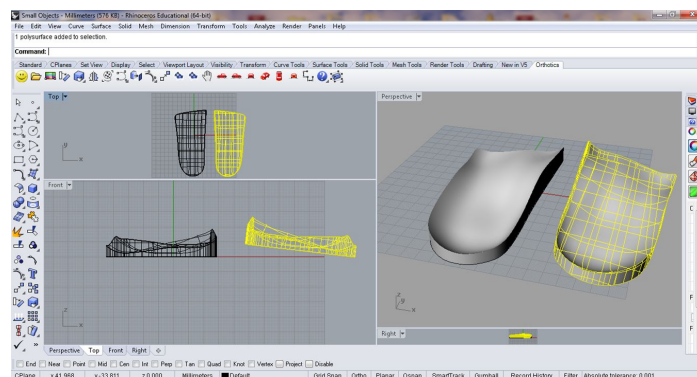 Small Objects - Millimeters (576 KB) - Rhinoceros Educational (64-bit)
File Edit View Curve Surface Solid Mesh Dimension Transform Tools Analyze Render Panels Help
1 polysurface added to selection.
Command:
Standard CPlanes Set View Display Select Viewport Layout Visibility Transform Curve Tools Surface Tools Solid Tools Mesh Tools Render Tools Drafting New in V5 Orthotics
Top
Perspective
y
x
Front
z
x
z
y
x
Right
Perspective Top Front Right
End Near Point Mid Cen Int Perp Tan Quad Knot Vertex Project Disable
CPlane x 41.968 y -33.811 z 0.000 Millimeters Default Grid Snap Ortho Planar Osnap SmartTrack Gumball Record History Filter Absolute tolerance: 0.001